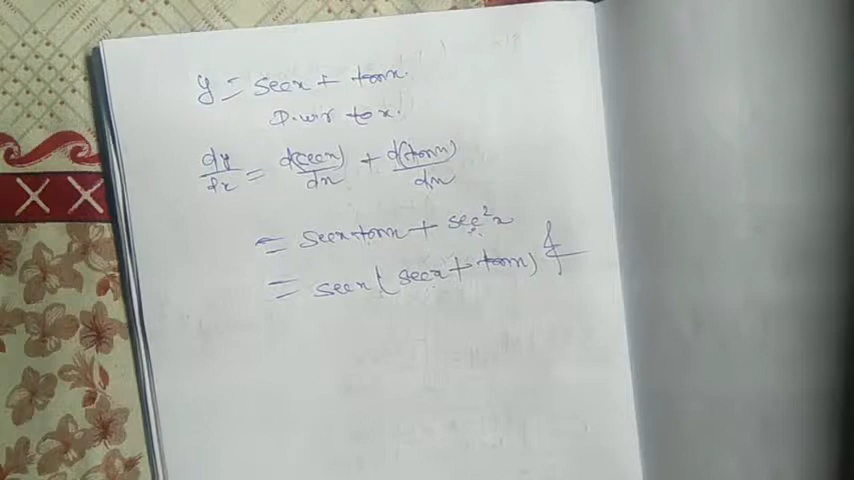 y = secx + tanx.
D.w.r to x.
dy/dx = d(secx)/dx + d(tanx)/dx
= secx tanx + sec²x
= secx (secx + tanx)